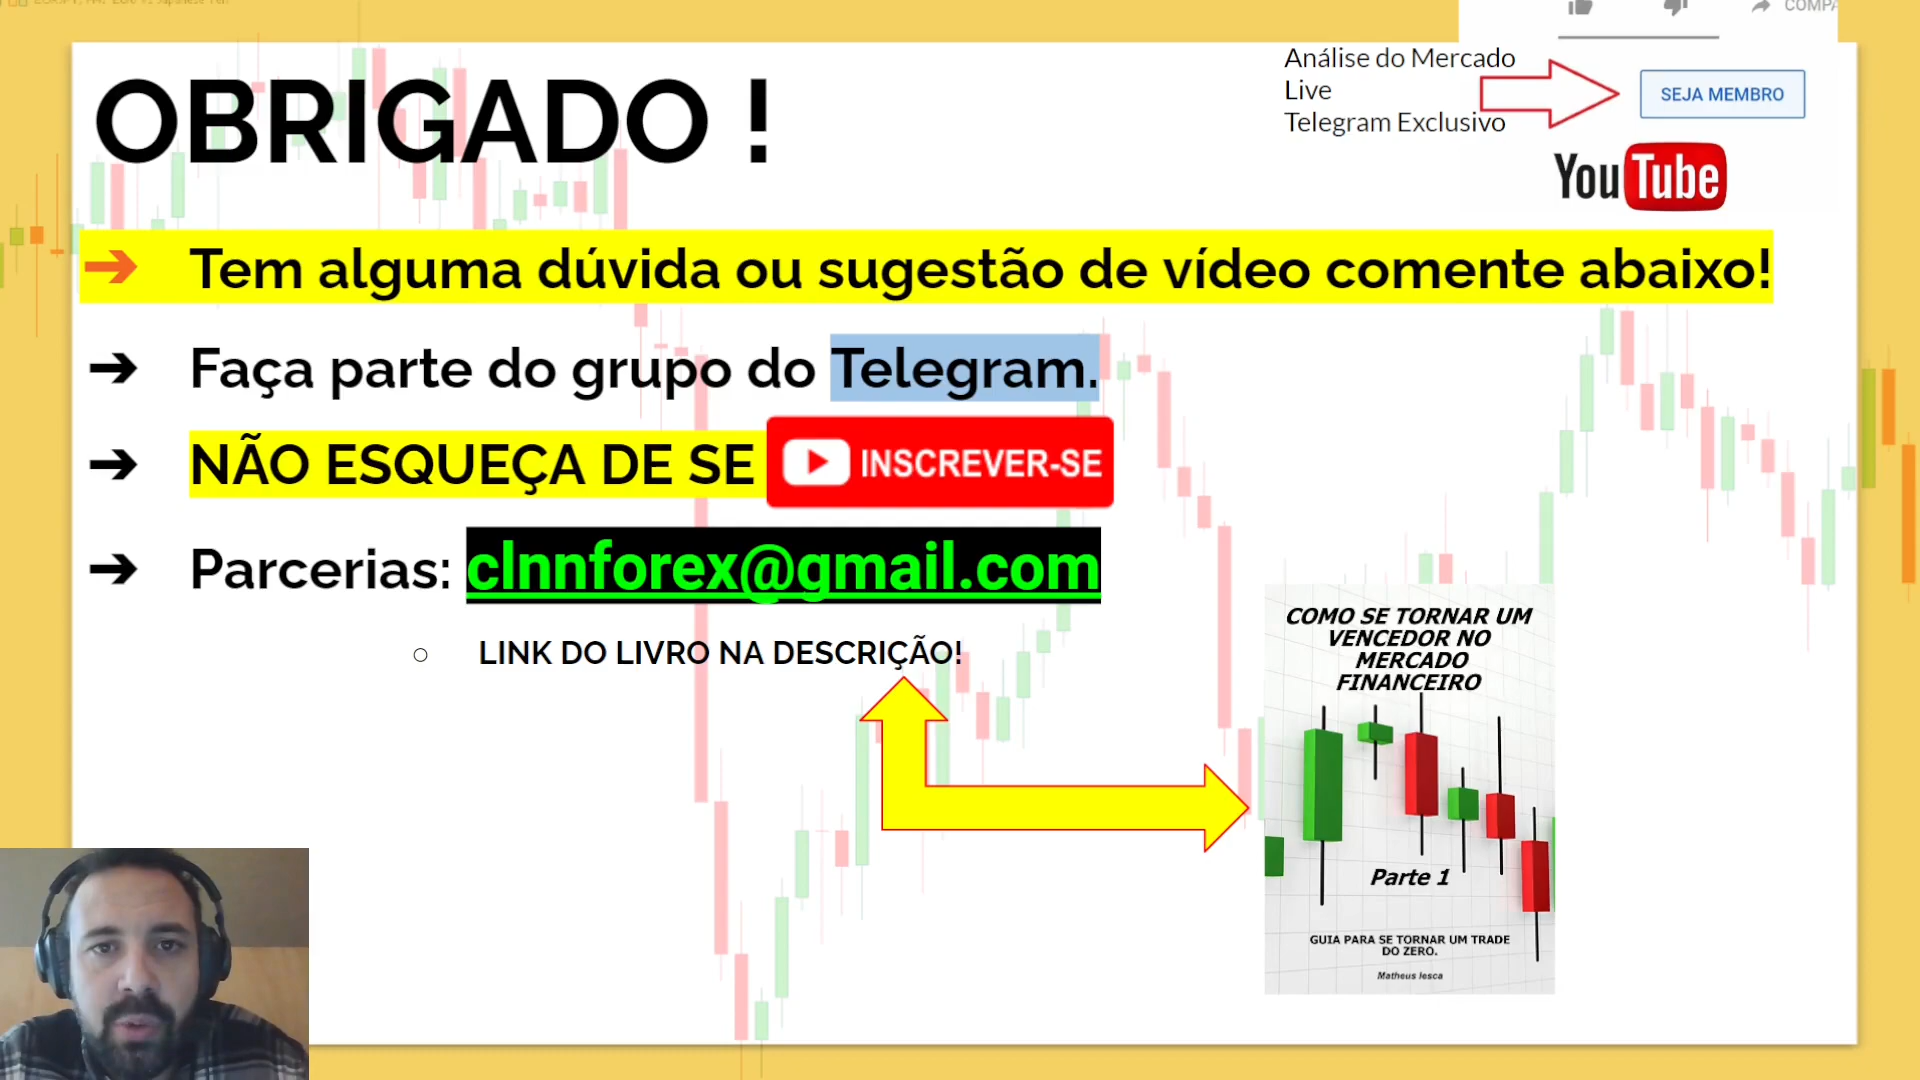 COMPA
Análise do Mercado
Live
Telegram Exclusivo
SEJA MEMBRO
YouTube
OBRIGADO !
➔ Tem alguma dúvida ou sugestão de vídeo comente abaixo!
➔ Faça parte do grupo do Telegram.
➔ NÃO ESQUEÇA DE SE INSCREVER-SE
➔ Parcerias: clnnforex@gmail.com
○ LINK DO LIVRO NA DESCRIÇÃO!
COMO SE TORNAR UM
VENCEDOR NO
MERCADO
FINANCEIRO
Parte 1
GUIA PARA SE TORNAR UM TRADE
DO ZERO.
Matheus Iesca